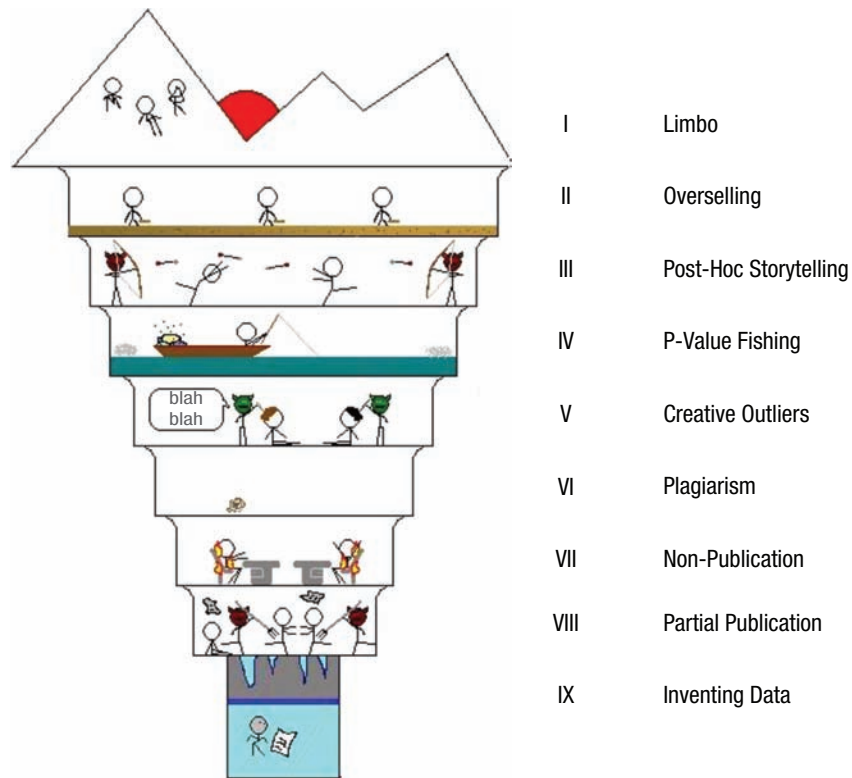 I Limbo
II Overselling
III Post-Hoc Storytelling
IV P-Value Fishing
blah
blah
V Creative Outliers
VI Plagiarism
VII Non-Publication
VIII Partial Publication
IX Inventing Data